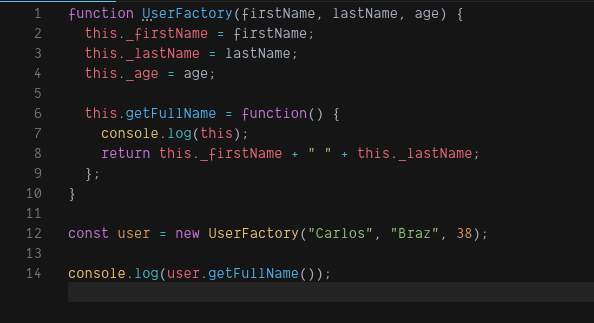 1 function UserFactory(firstName, lastName, age) {
2   this._firstName = firstName;
3   this._lastName = lastName;
4   this._age = age;
5
6   this.getFullName = function() {
7     console.log(this);
8     return this._firstName + " " + this._lastName;
9   };
10 }
11
12 const user = new UserFactory("Carlos", "Braz", 38);
13
14 console.log(user.getFullName());